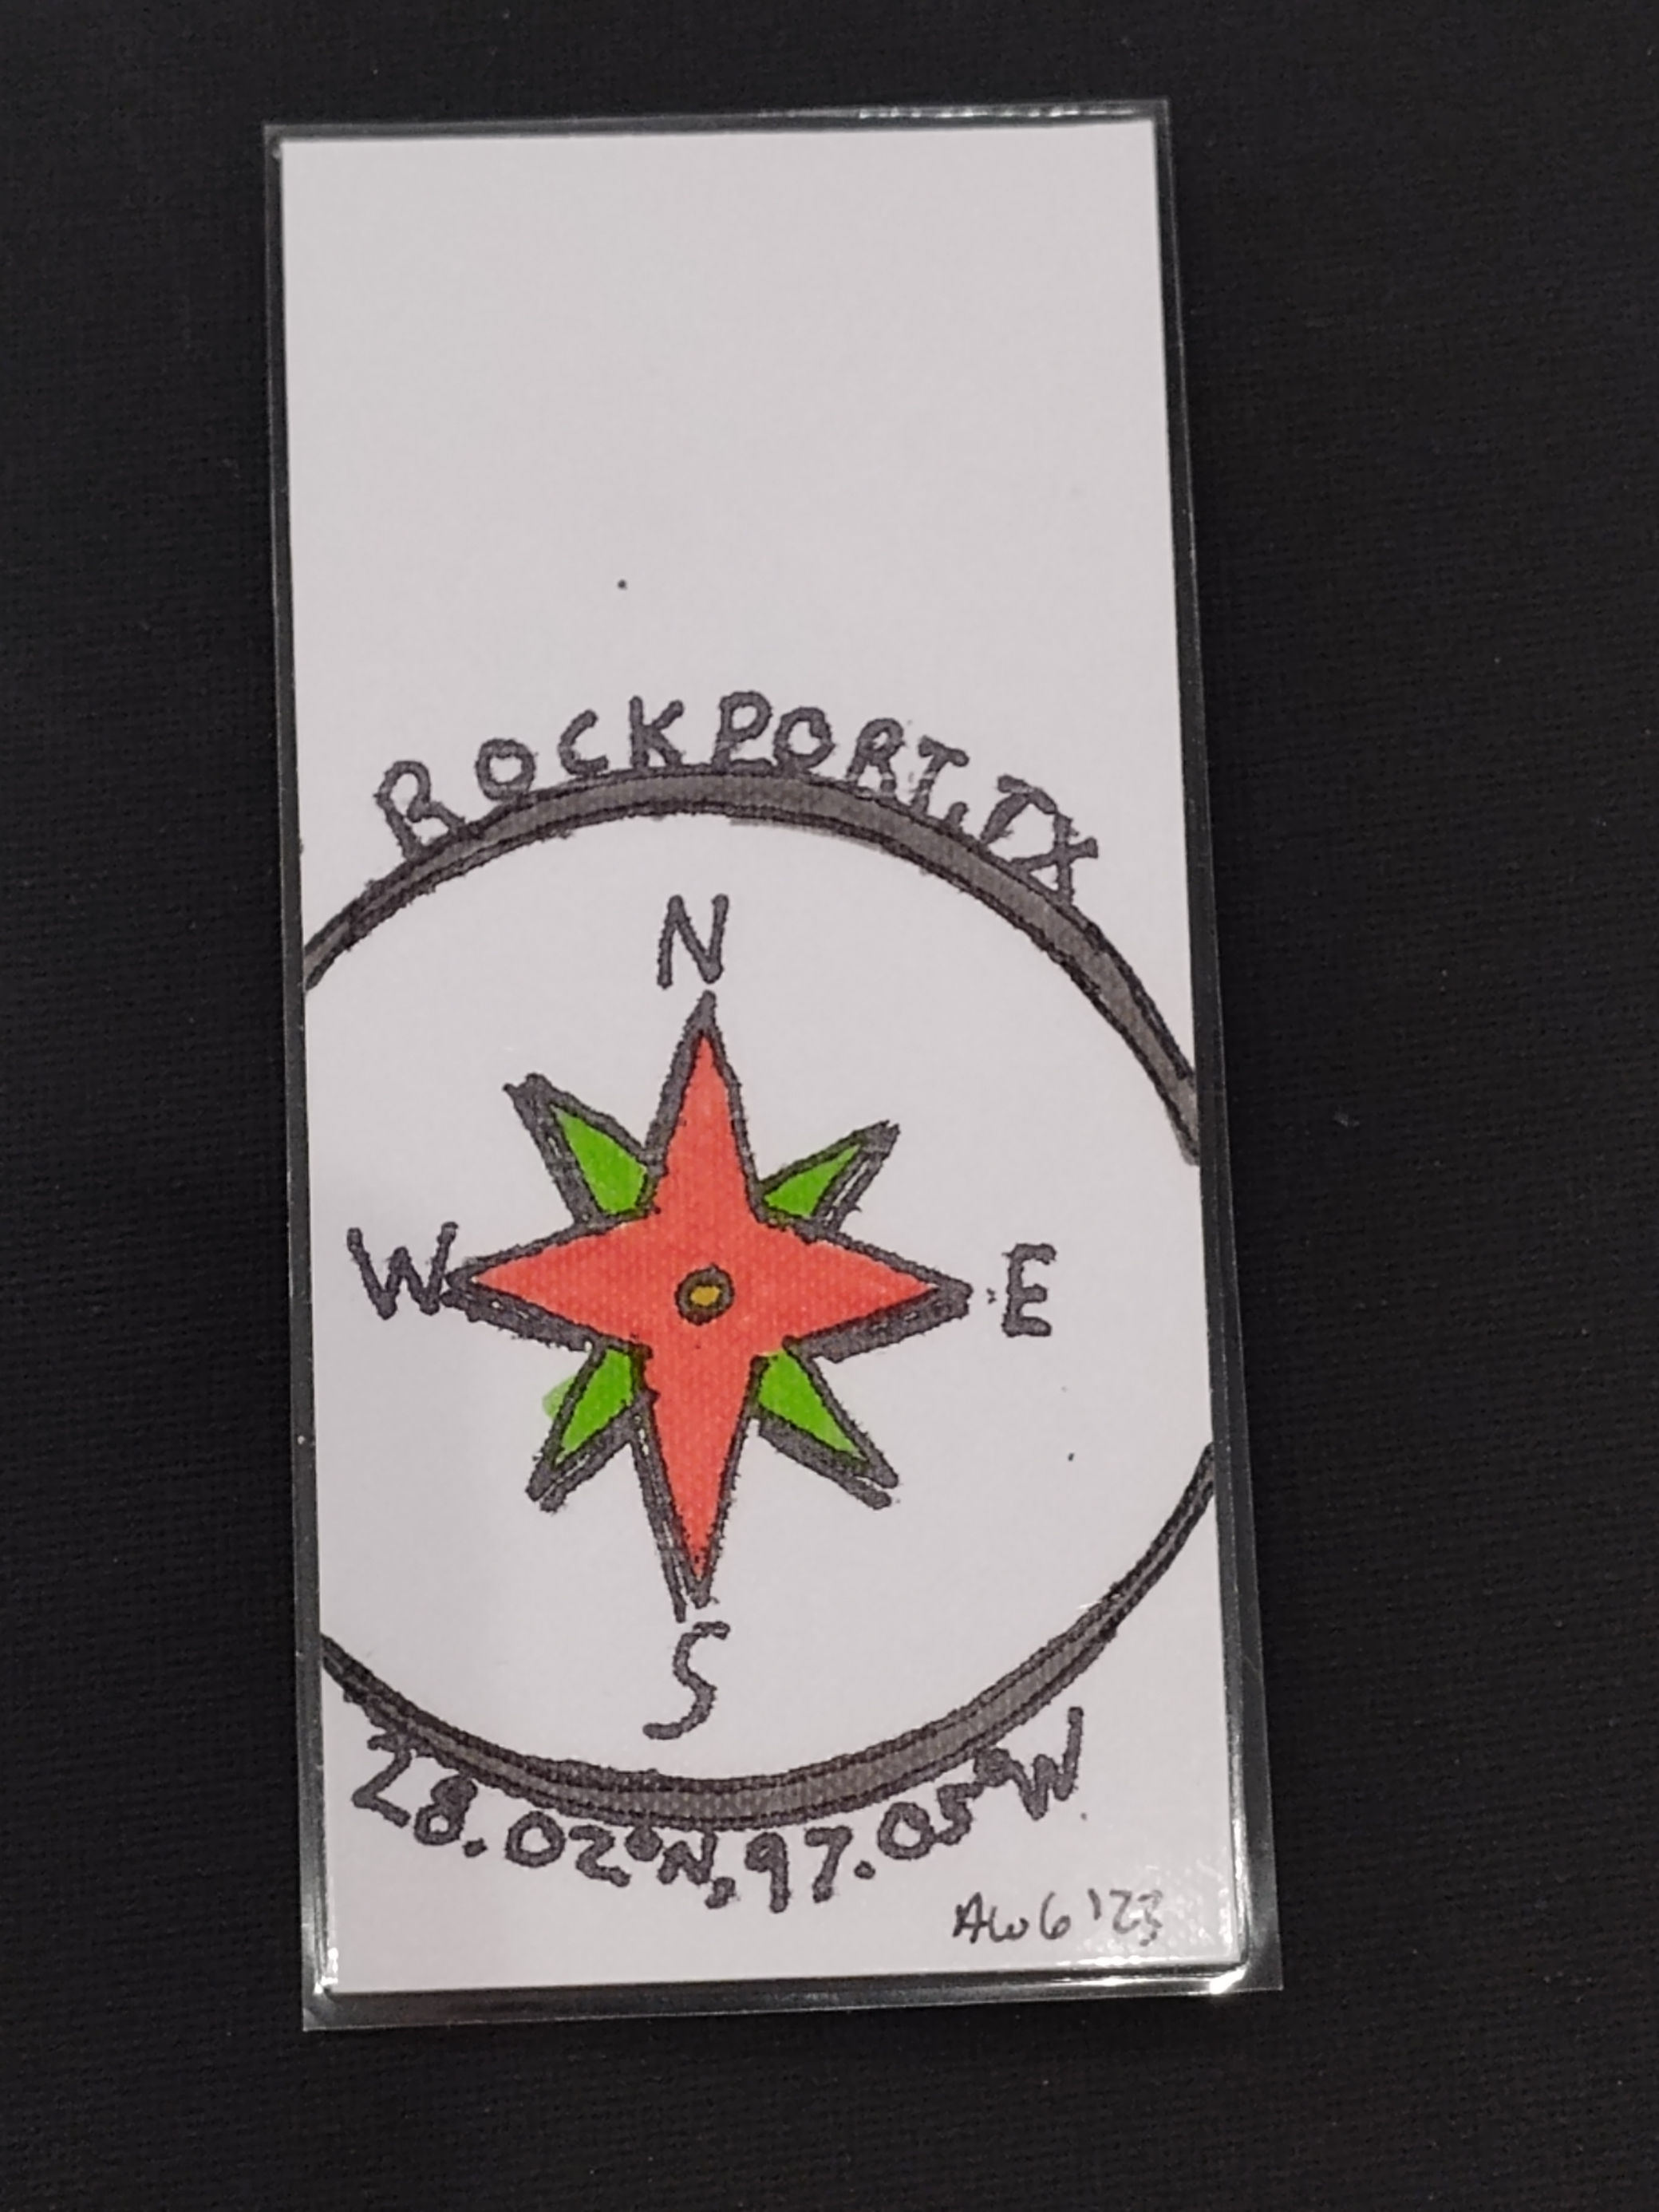 ROCKPORT, TX
N
W E
S
28.02°N, 97.05°W
AWG '23